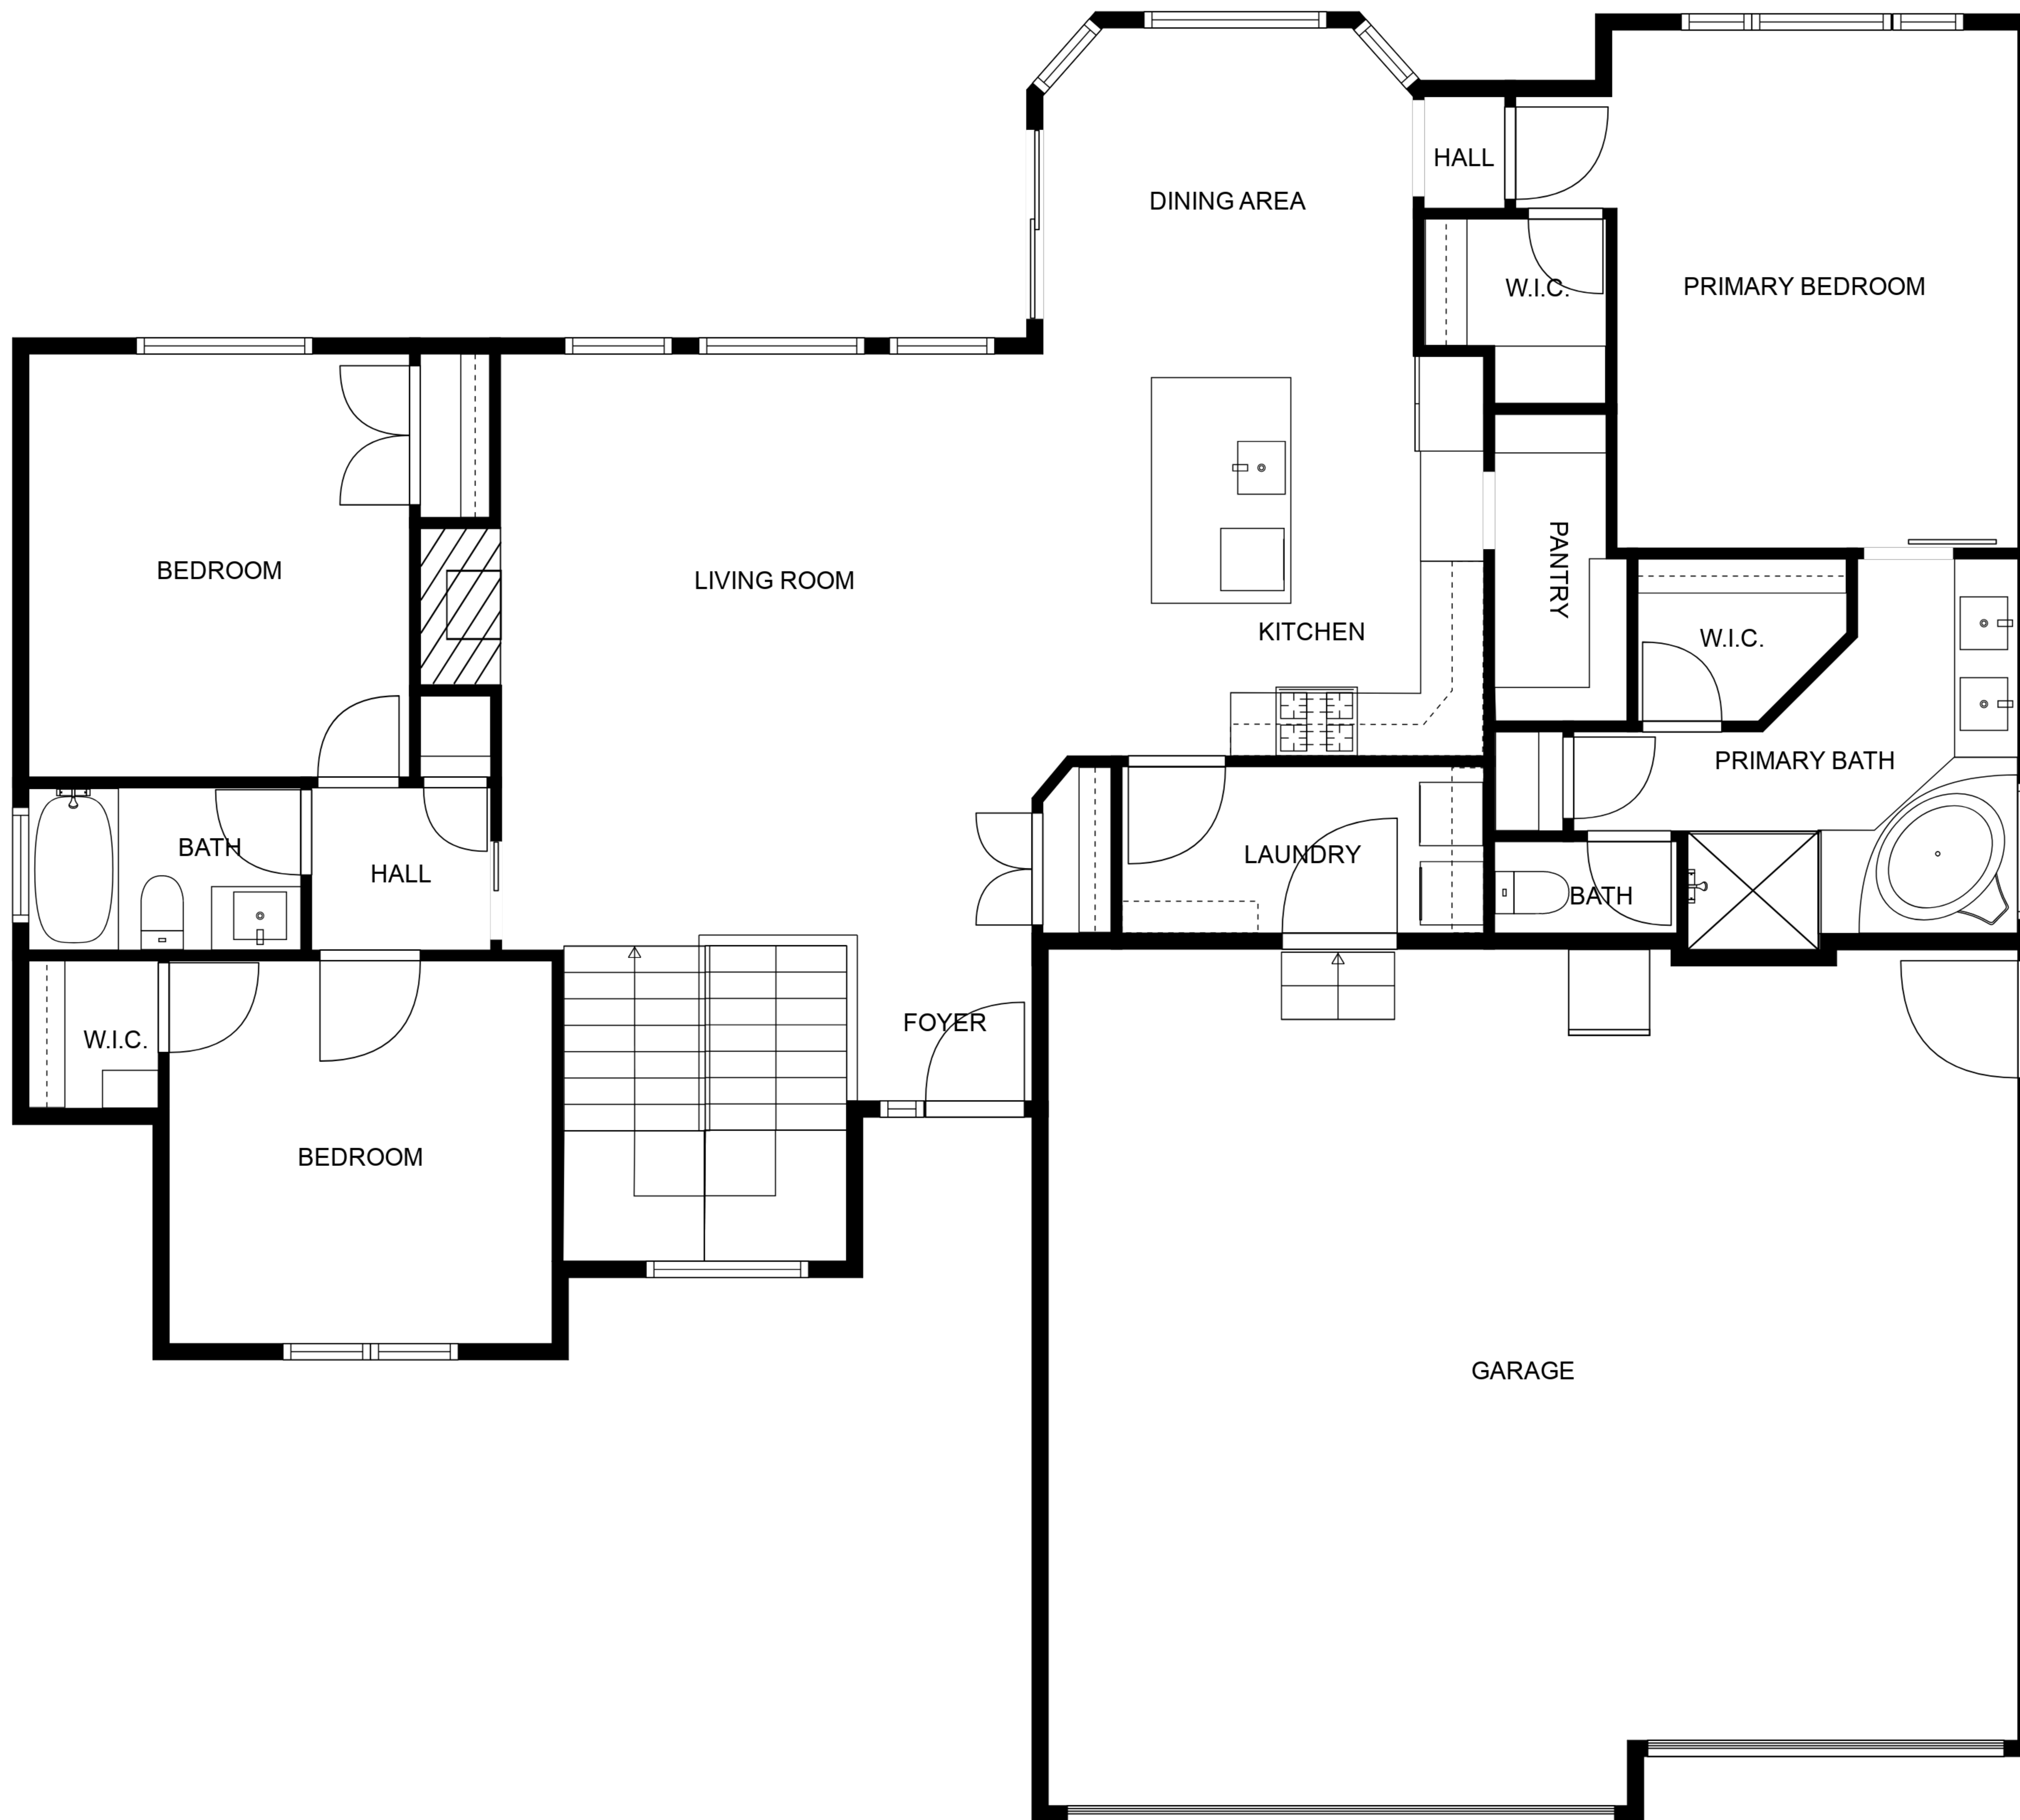 HALL
DINING AREA
W.I.C.
PRIMARY BEDROOM
BEDROOM
LIVING ROOM
PANTRY
KITCHEN
W.I.C.
PRIMARY BATH
BATH
HALL
LAUNDRY
BATH
FOYER
W.I.C.
BEDROOM
GARAGE